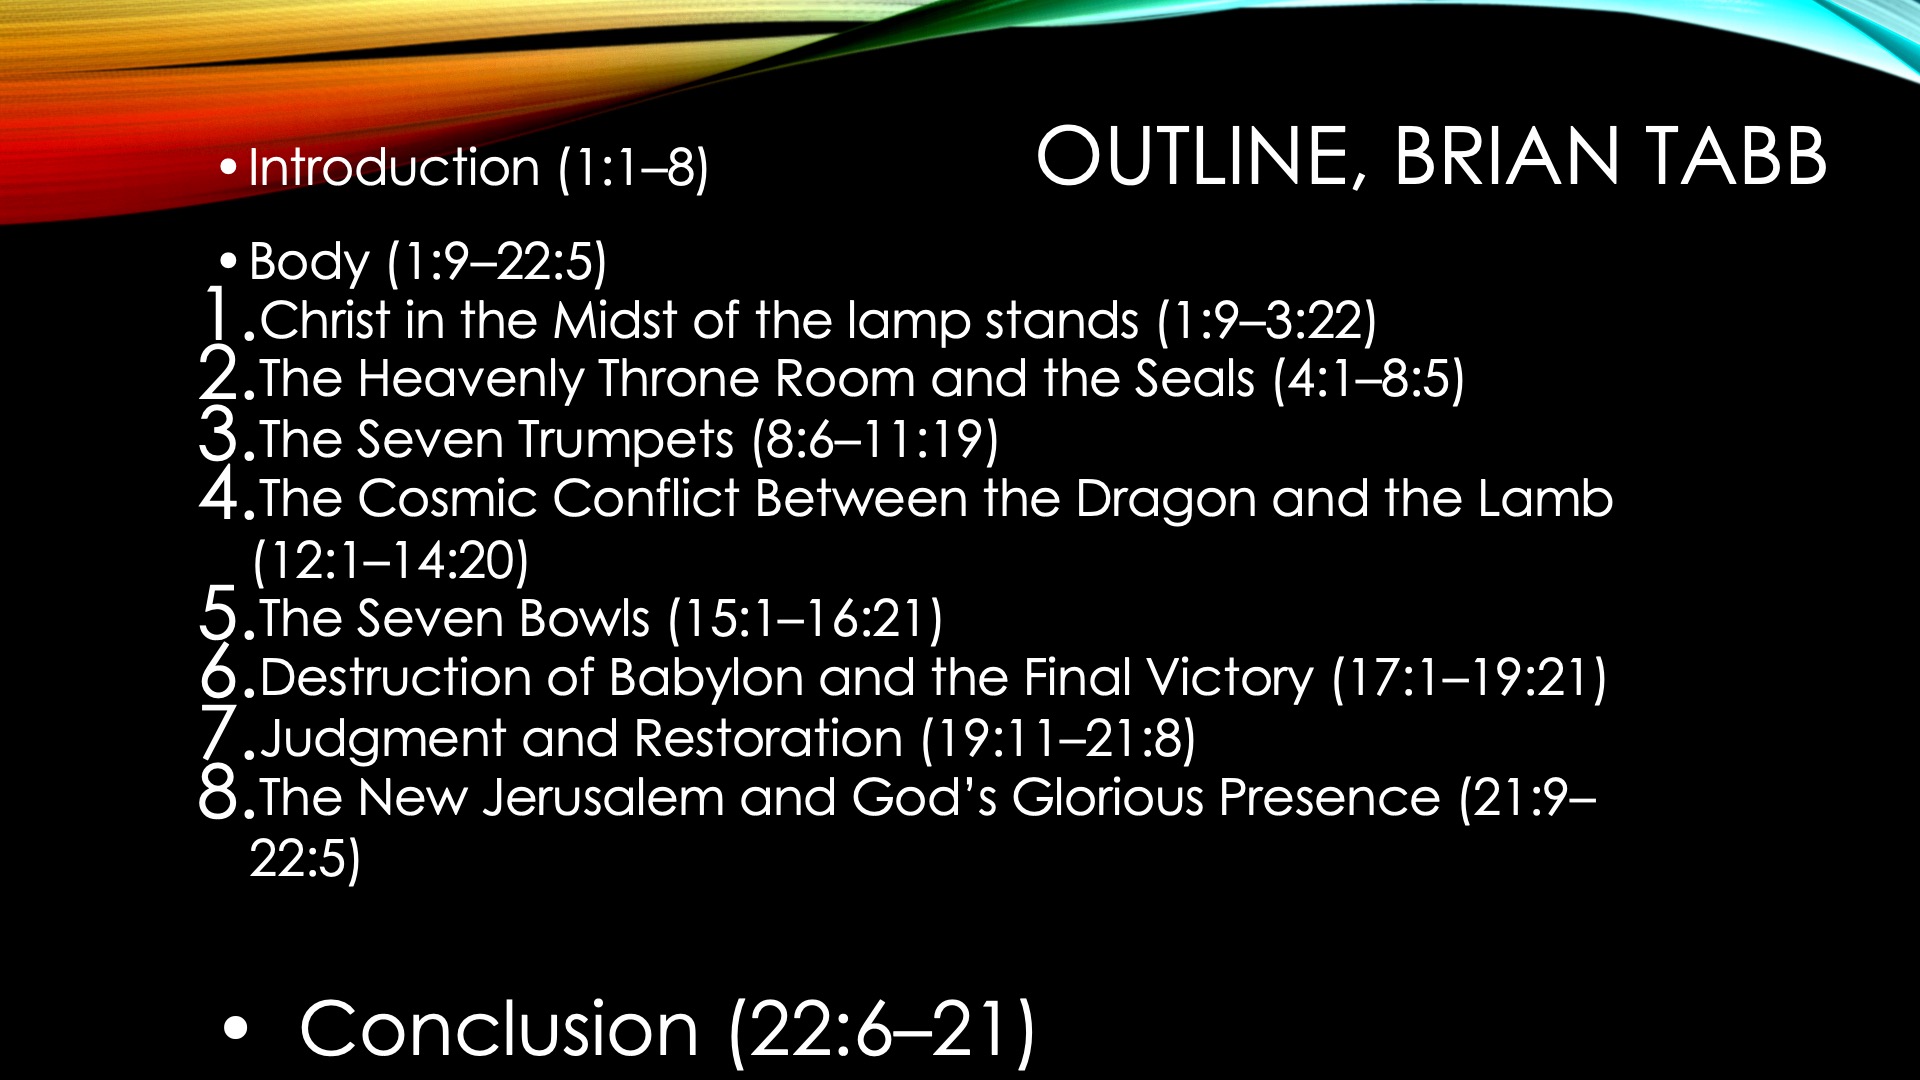 OUTLINE, BRIAN TABB
•Introduction (1:1–8)
•Body (1:9–22:5)
1.Christ in the Midst of the lamp stands (1:9–3:22)
2.The Heavenly Throne Room and the Seals (4:1–8:5)
3.The Seven Trumpets (8:6–11:19)
4.The Cosmic Conflict Between the Dragon and the Lamb
(12:1–14:20)
5.The Seven Bowls (15:1–16:21)
6.Destruction of Babylon and the Final Victory (17:1–19:21)
7.Judgment and Restoration (19:11–21:8)
8.The New Jerusalem and God’s Glorious Presence (21:9–
22:5)
• Conclusion (22:6–21)